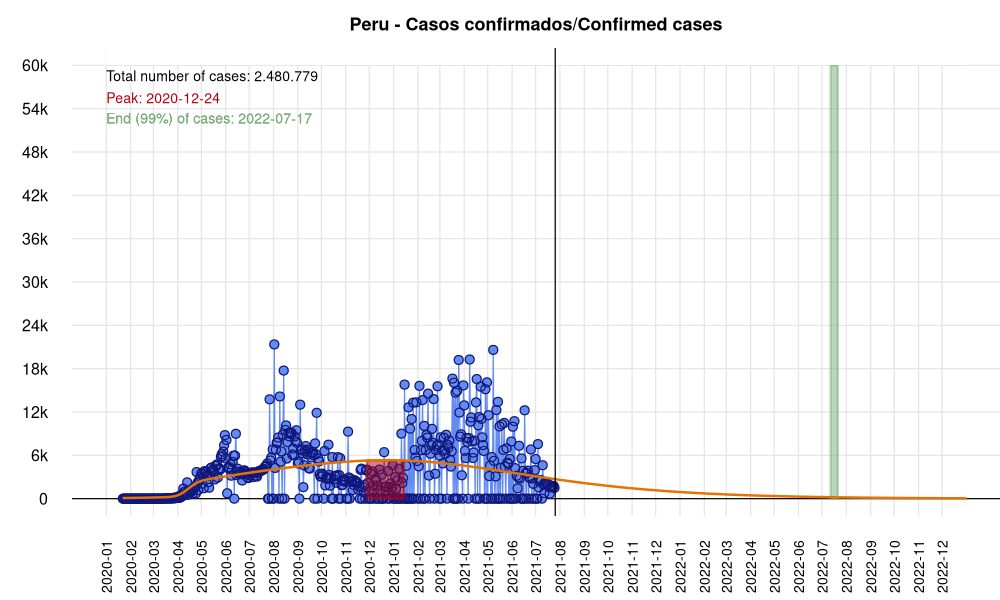 Peru - Casos confirmados/Confirmed cases
Total number of cases: 2.480.779
Peak: 2020-12-24
End (99%) of cases: 2022-07-17
60k
54k
48k
42k
36k
30k
24k
18k
12k
6k
0
2020-01
2020-02
2020-03
2020-04
2020-05
2020-06
2020-07
2020-08
2020-09
2020-10
2020-11
2020-12
2021-01
2021-03
2021-04
2021-05
2021-06
2021-07
2021-08
2021-09
2021-10
2021-11
2021-12
2022-01
2022-02
2022-03
2022-04
2022-05
2022-06
2022-07
2022-08
2022-09
2022-10
2022-11
2022-12